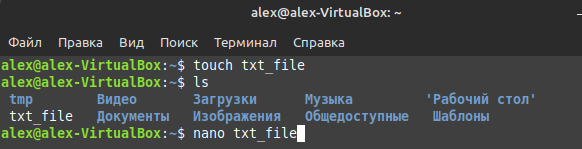 alex@alex-VirtualBox: ~
Файл Правка Вид Поиск Терминал Справка
alex@alex-VirtualBox:~$ touch txt_file
alex@alex-VirtualBox:~$ ls
tmp Видео Загрузки Музыка 'Рабочий стол'
txt_file Документы Изображения Общедоступные Шаблоны
alex@alex-VirtualBox:~$ nano txt_file